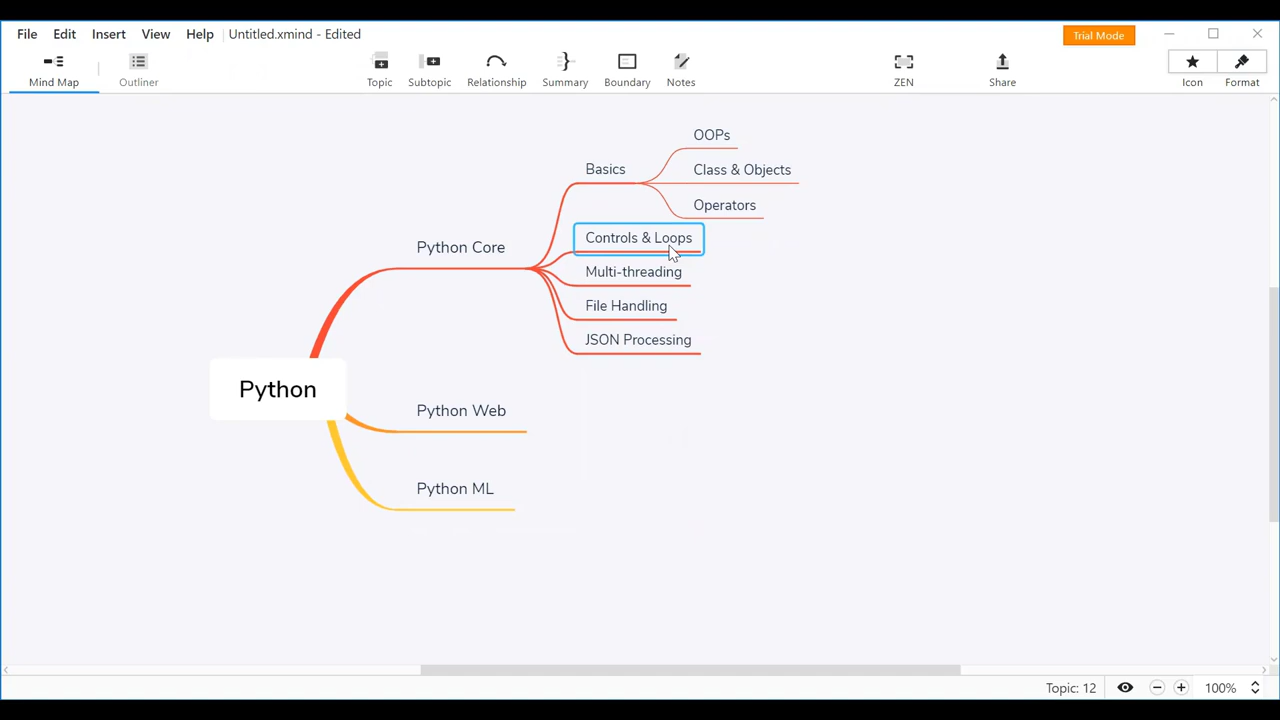 File Edit Insert View Help Untitled.xmind - Edited
Trial Mode
Mind Map Outliner Topic Subtopic Relationship Summary Boundary Notes ZEN Share Icon Format
OOPs
Basics Class & Objects
Operators
Controls & Loops
Python Core
Multi-threading
File Handling
JSON Processing
Python
Python Web
Python ML
Topic: 12 100%